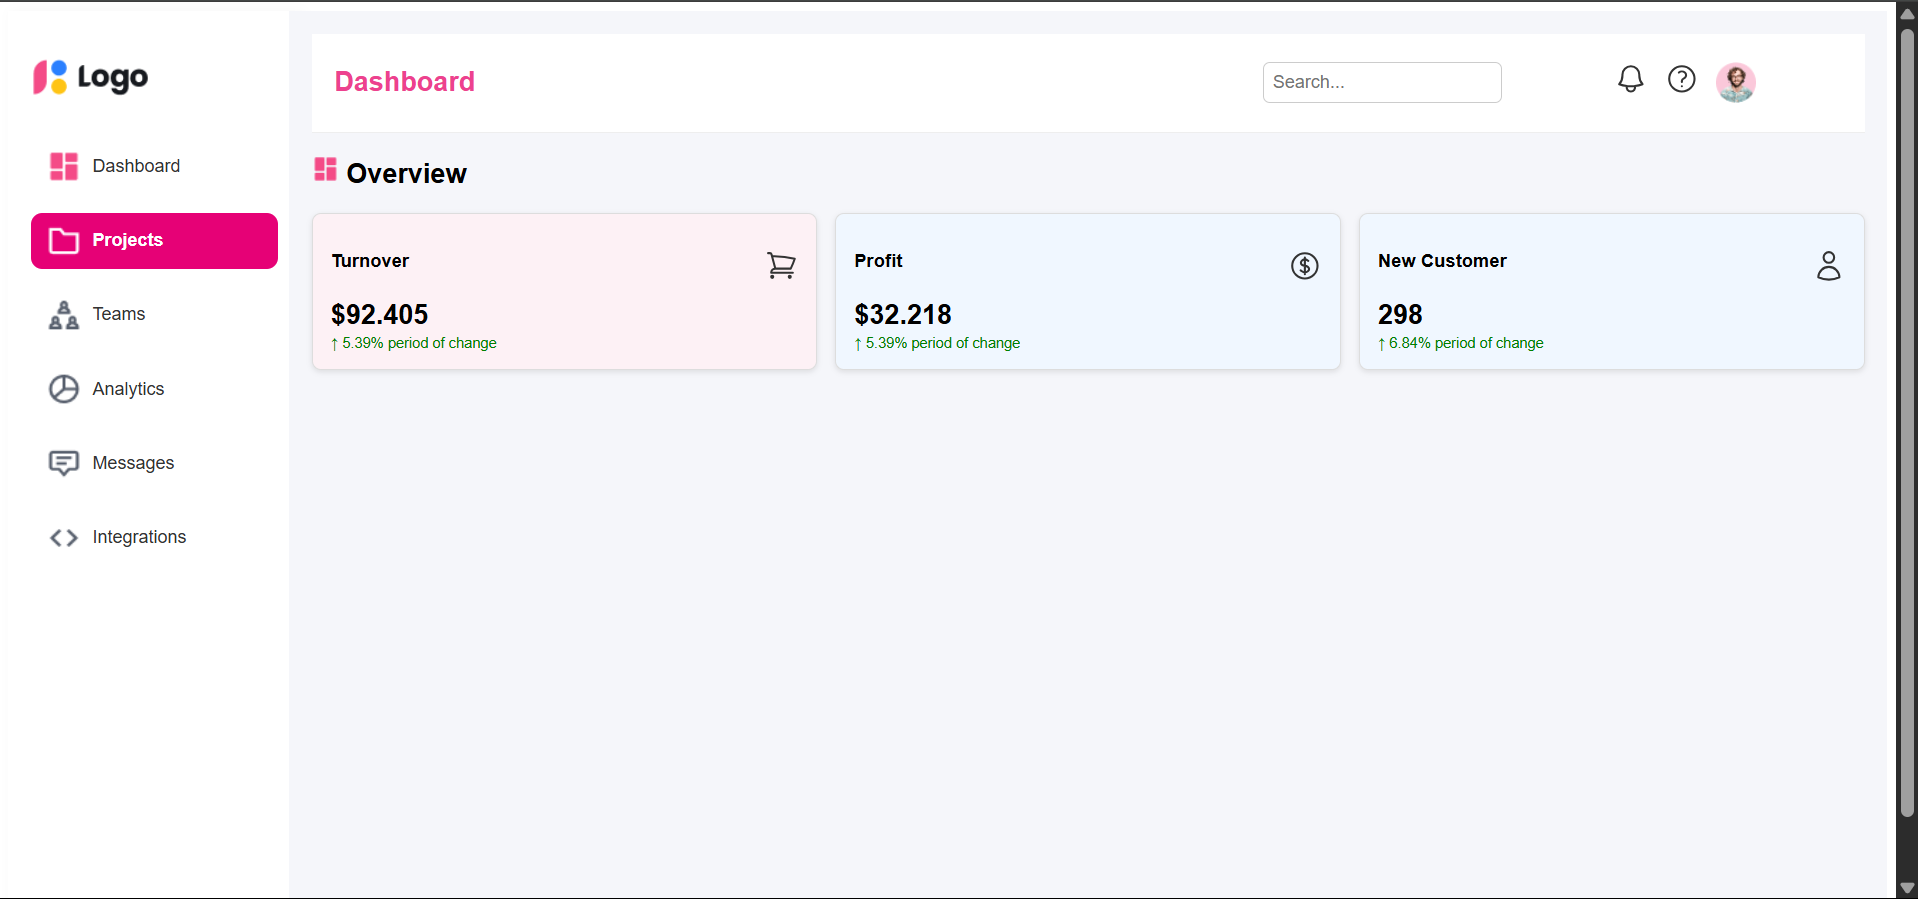 Logo
Dashboard
Projects
Teams
Analytics
Messages
Integrations
Dashboard
Search...
Overview
Turnover
$92.405
↑ 5.39% period of change
Profit
$32.218
↑ 5.39% period of change
New Customer
298
↑ 6.84% period of change